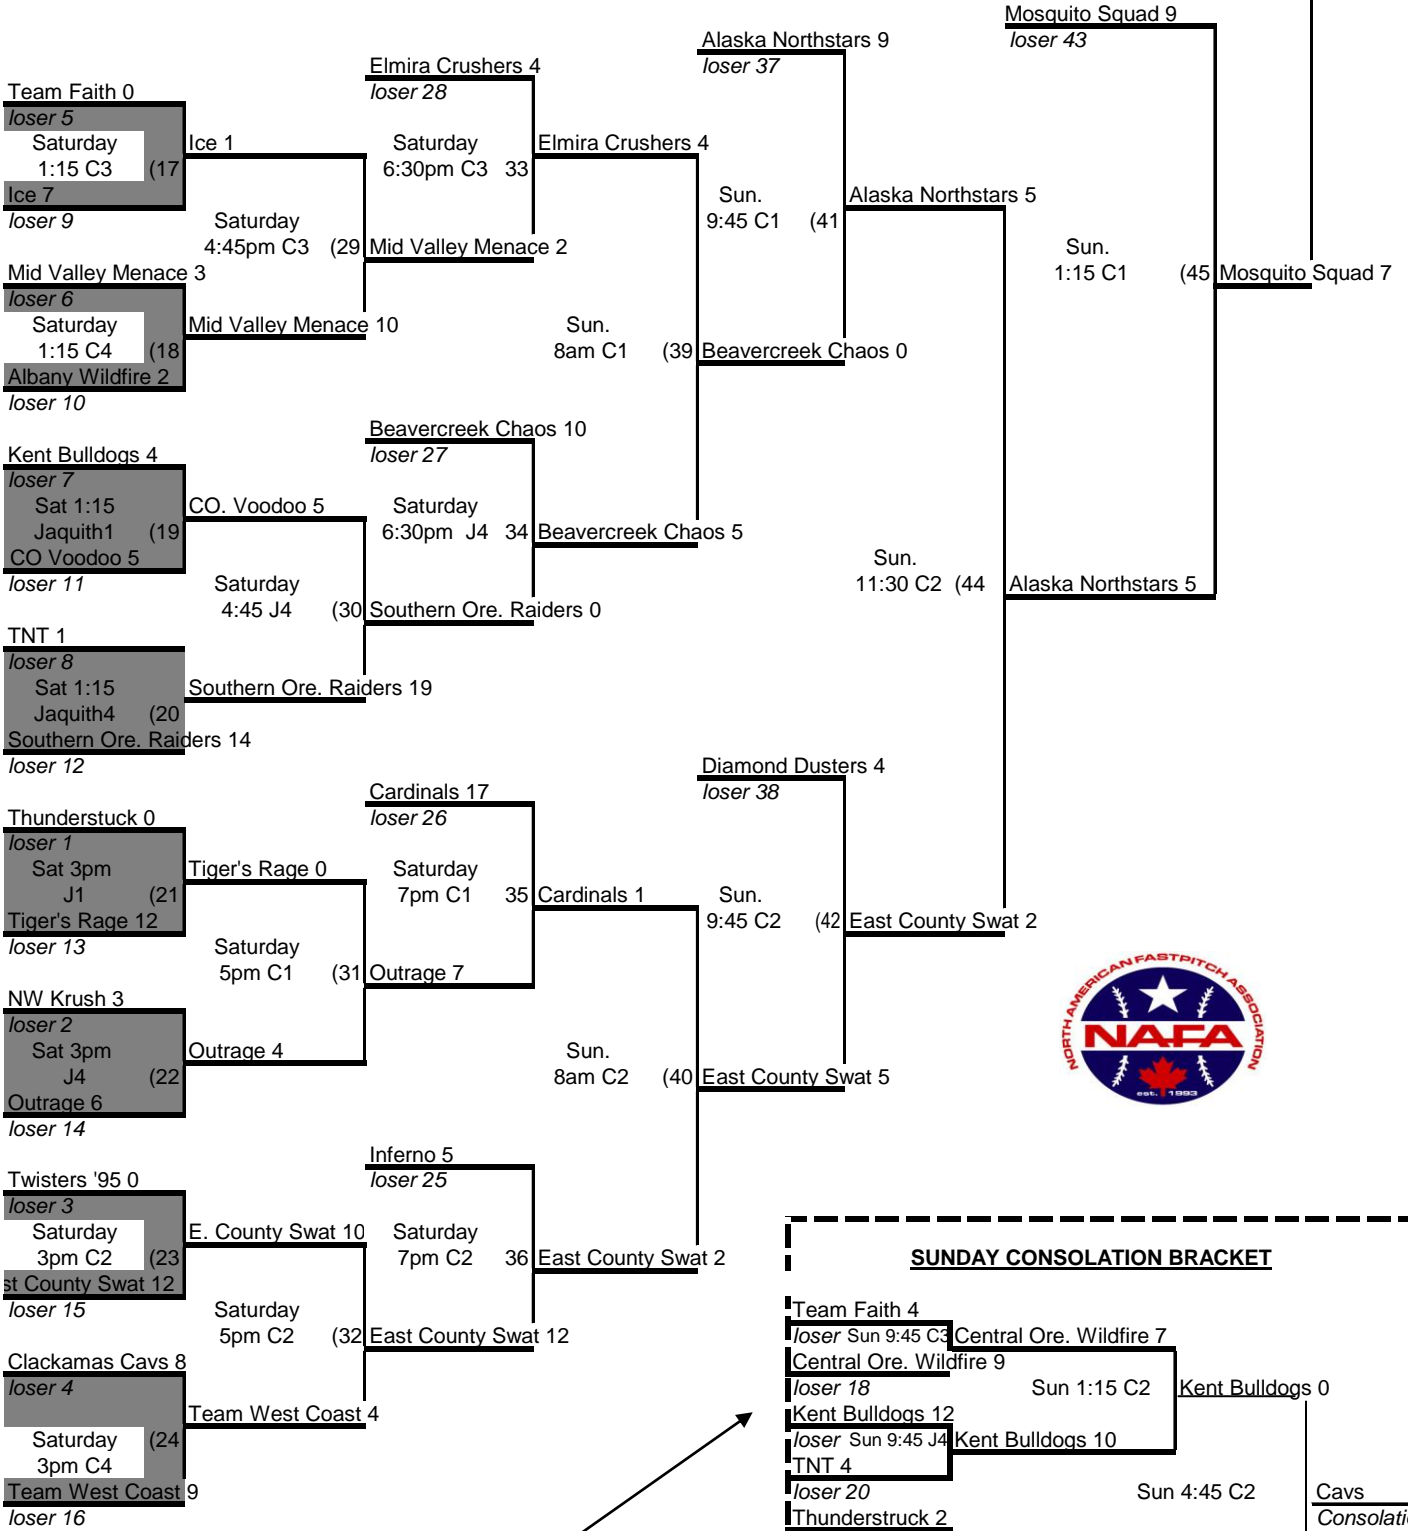 Mosquito Squad 9
loser 43
Alaska Northstars 9
loser 37
Elmira Crushers 4
loser 28
Team Faith 0
loser 5
Saturday
1:15 C3 (17
Ice 7
loser 9
Ice 1
Saturday
6:30pm C3 33
Elmira Crushers 4
Saturday
4:45pm C3 (29
Mid Valley Menace 2
Sun.
9:45 C1 (41
Alaska Northstars 5
Sun.
1:15 C1 (45
Mosquito Squad 7
Mid Valley Menace 3
loser 6
Saturday
1:15 C4 (18
Albany Wildfire 2
loser 10
Mid Valley Menace 10
Sun.
8am C1 (39
Beavercreek Chaos 0
Beavercreek Chaos 10
loser 27
Kent Bulldogs 4
loser 7
Sat 1:15
Jaquith1 (19
CO Voodoo 5
loser 11
CO. Voodoo 5
Saturday
6:30pm J4 34
Beavercreek Chaos 5
Saturday
4:45 J4 (30
Southern Ore. Raiders 0
Sun.
11:30 C2 (44
Alaska Northstars 5
TNT 1
loser 8
Sat 1:15
Jaquith4 (20
Southern Ore. Raiders 14
loser 12
Southern Ore. Raiders 19
Diamond Dusters 4
loser 38
Cardinals 17
loser 26
Thunderstuck 0
loser 1
Sat 3pm
J1 (21
Tiger's Rage 12
loser 13
Tiger's Rage 0
Saturday
7pm C1 35
Cardinals 1
Sun.
9:45 C2 (42
East County Swat 2
Saturday
5pm C1 (31
Outrage 7
NW Krush 3
loser 2
Sat 3pm
J4 (22
Outrage 6
loser 14
Outrage 4
Sun.
8am C2 (40
East County Swat 5
NORTH AMERICAN FASTPITCH ASSOCIATION
NAFA
est. 1993
Inferno 5
loser 25
Twisters '95 0
loser 3
Saturday
3pm C2 (23
st County Swat 12
loser 15
E. County Swat 10
Saturday
7pm C2 36
East County Swat 2
Saturday
5pm C2 (32
East County Swat 12
Clackamas Cavs 8
loser 4
Saturday (24
3pm C4
Team West Coast 9
loser 16
Team West Coast 4
SUNDAY CONSOLATION BRACKET
Team Faith 4
loser Sun 9:45 C3
Central Ore. Wildfire 7
Central Ore. Wildfire 9
loser 18
Sun 1:15 C2
Kent Bulldogs 0
Kent Bulldogs 12
loser Sun 9:45 J4
Kent Bulldogs 10
TNT 4
loser 20
Sun 4:45 C2
Cavs
Thunderstruck 2